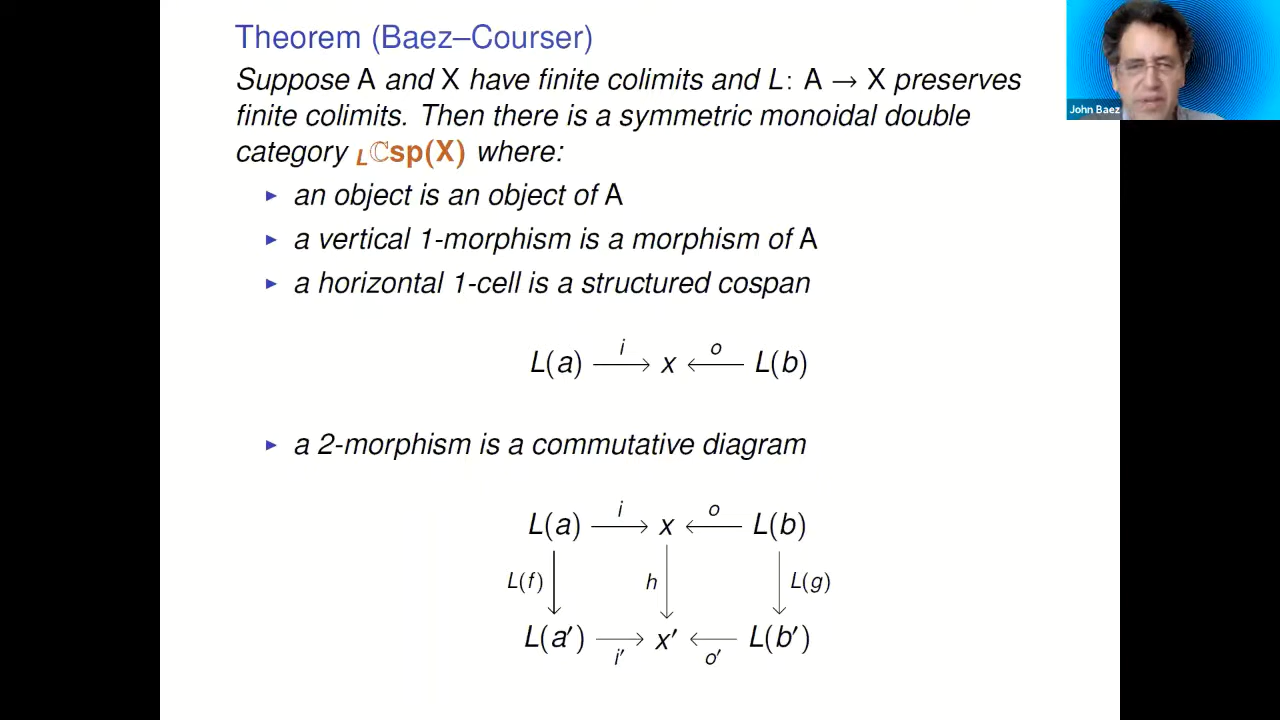 Theorem (Baez–Courser)
Suppose A and X have finite colimits and L: A → X preserves
finite colimits. Then there is a symmetric monoidal double
category LℂSp(X) where:
▸ an object is an object of A
▸ a vertical 1-morphism is a morphism of A
▸ a horizontal 1-cell is a structured cospan
i o
L(a) ⟶ x ⟵ L(b)
▸ a 2-morphism is a commutative diagram
i o
L(a) ⟶ x ⟵ L(b)
L(f) h L(g)
L(a′) ⟶ x′ ⟵ L(b′)
i′ o′
John Baez